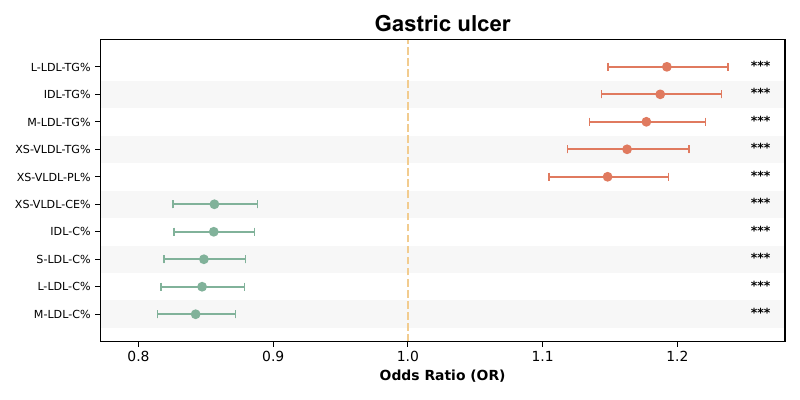 Gastric ulcer
L-LDL-TG% ***
IDL-TG% ***
M-LDL-TG% ***
XS-VLDL-TG% ***
XS-VLDL-PL% ***
XS-VLDL-CE% ***
IDL-C% ***
S-LDL-C% ***
L-LDL-C% ***
M-LDL-C% ***
0.8 0.9 1.0 1.1 1.2
Odds Ratio (OR)